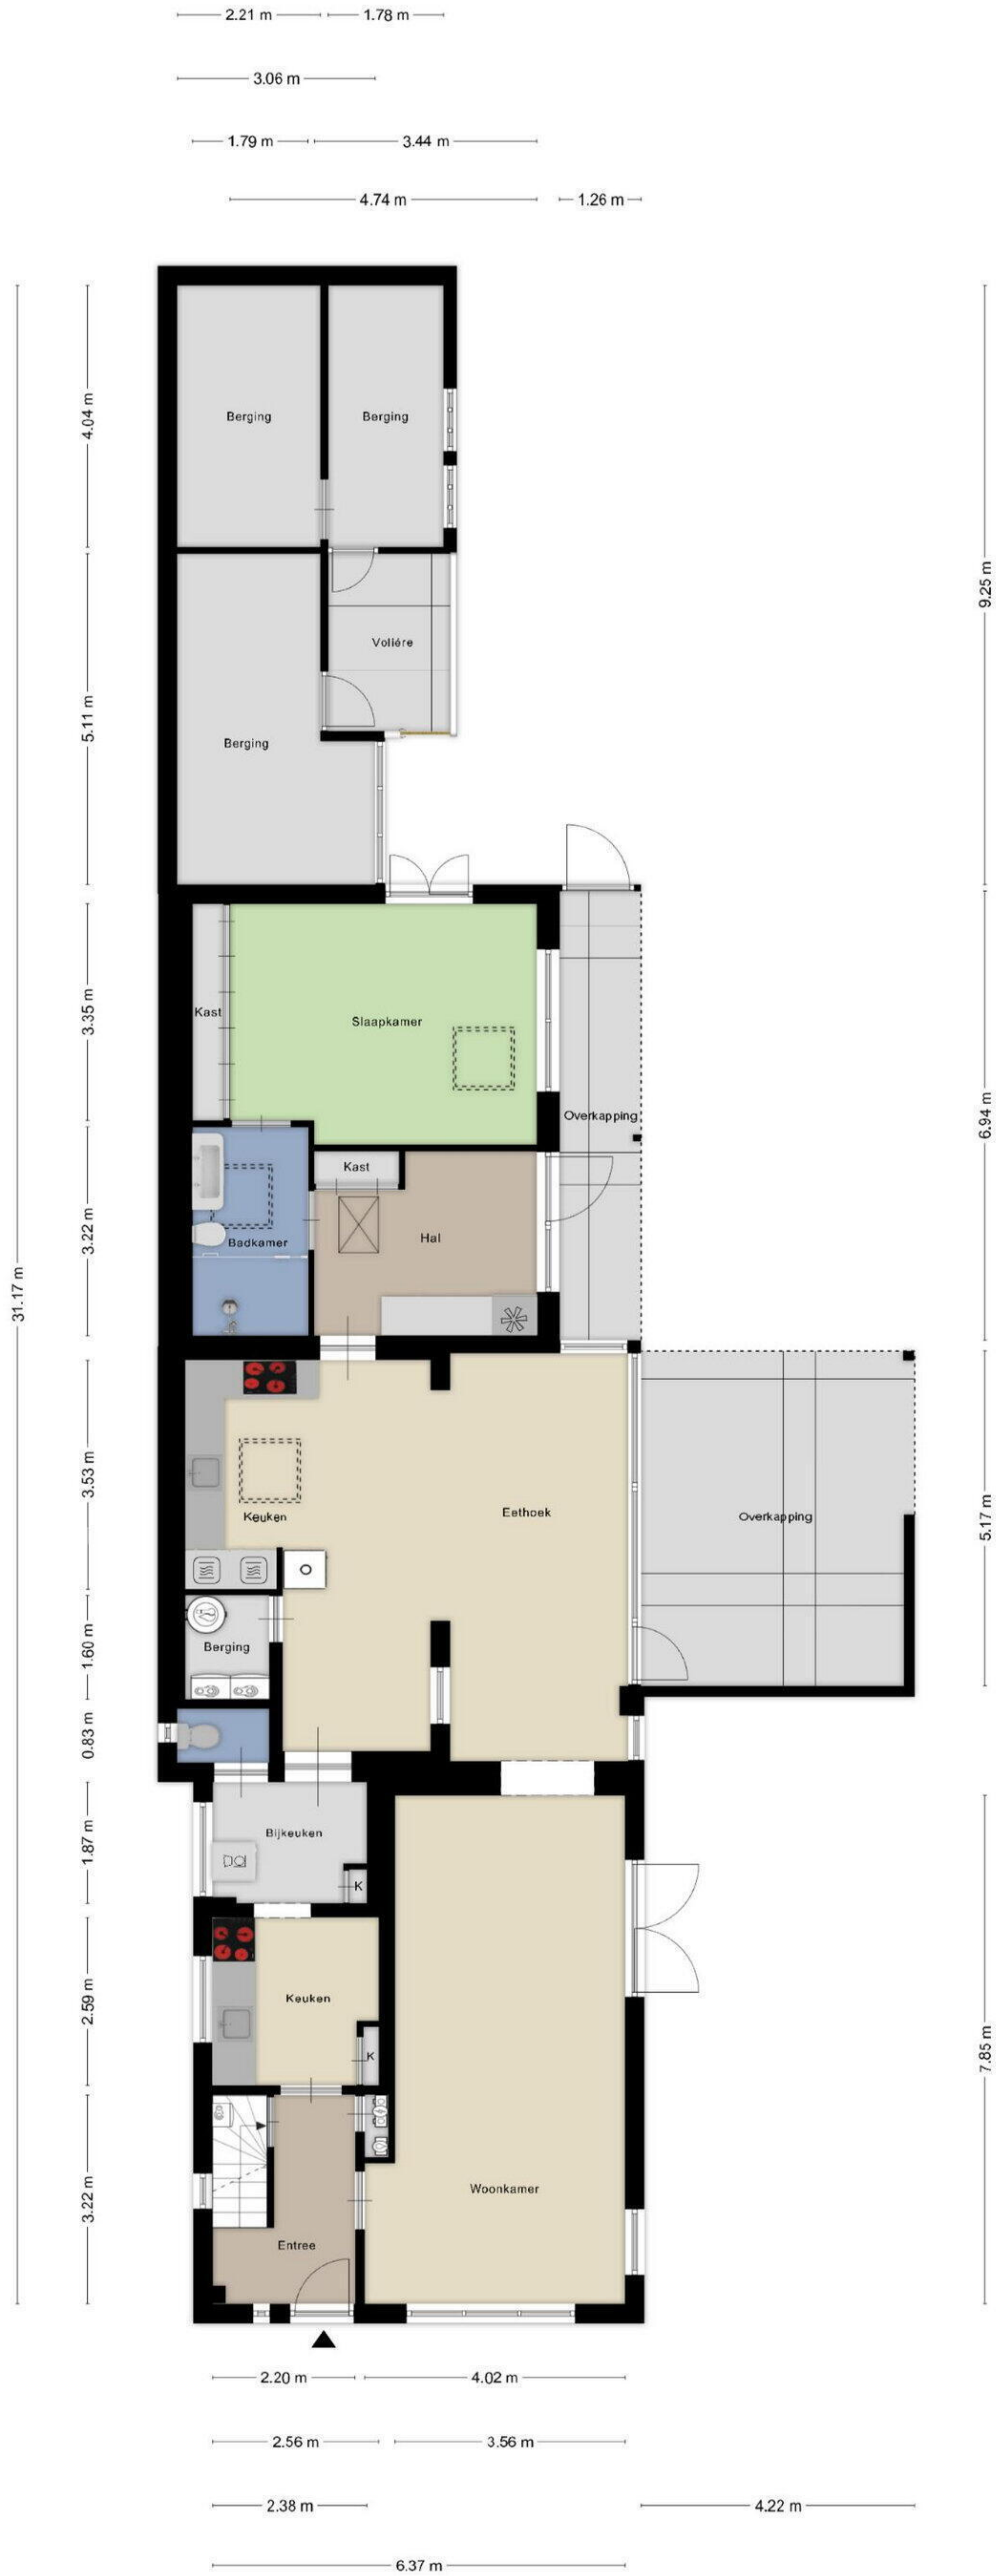 2.21 m 1.78 m
3.06 m
1.79 m 3.44 m
4.74 m 1.26 m
Berging Berging
4.04 m
9.25 m
Voliére
5.11 m
Berging
Kast
Slaapkamer
3.35 m
Overkapping
6.94 m
Kast
3.22 m
Badkamer
Hal
31.17 m
3.53 m
Keuken
Eethoek
Overkapping
5.17 m
1.60 m
Berging
0.83 m
Bijkeuken
1.87 m
K
2.59 m
Keuken
K
7.85 m
3.22 m
Woonkamer
Entree
2.20 m 4.02 m
2.56 m 3.56 m
2.38 m 4.22 m
6.37 m